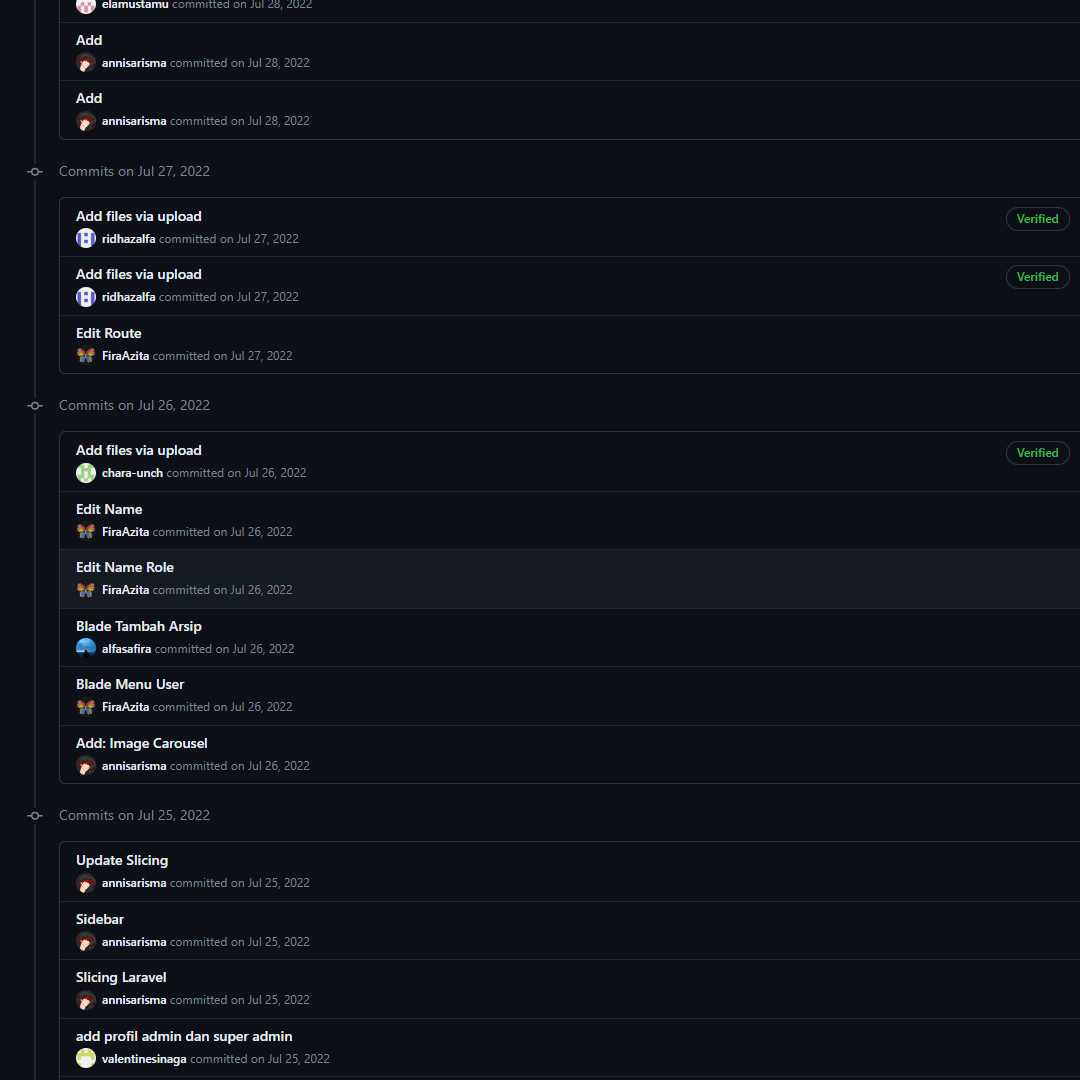 elamustamu committed on Jul 28, 2022
Add
annisarisma committed on Jul 28, 2022
Add
annisarisma committed on Jul 28, 2022
Commits on Jul 27, 2022
Add files via upload Verified
ridhazalfa committed on Jul 27, 2022
Add files via upload Verified
ridhazalfa committed on Jul 27, 2022
Edit Route
FiraAzita committed on Jul 27, 2022
Commits on Jul 26, 2022
Add files via upload Verified
chara-unch committed on Jul 26, 2022
Edit Name
FiraAzita committed on Jul 26, 2022
Edit Name Role
FiraAzita committed on Jul 26, 2022
Blade Tambah Arsip
alfasafira committed on Jul 26, 2022
Blade Menu User
FiraAzita committed on Jul 26, 2022
Add: Image Carousel
annisarisma committed on Jul 26, 2022
Commits on Jul 25, 2022
Update Slicing
annisarisma committed on Jul 25, 2022
Sidebar
annisarisma committed on Jul 25, 2022
Slicing Laravel
annisarisma committed on Jul 25, 2022
add profil admin dan super admin
valentinesinaga committed on Jul 25, 2022